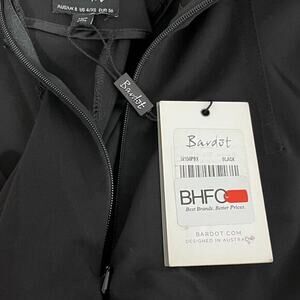 AUS/UK 8 US 4/XS EUR 36
Bardot
Bardot
BLACK
BHFO
Best Brands. Better Prices.
BARDOT.COM
DESIGNED IN AUSTRALIA